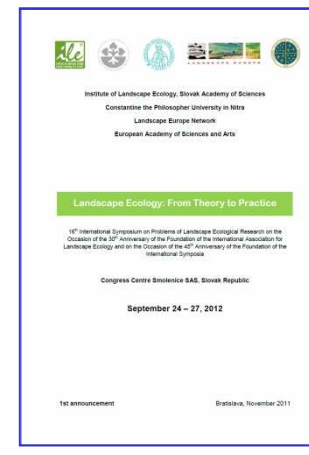 Institute of Landscape Ecology, Slovak Academy of Sciences
Constantine the Philosopher University in Nitra
Landscape Europe Network
European Academy of Sciences and Arts
Landscape Ecology: From Theory to Practice
16th International Symposium on Problems of Landscape Ecological Research on the
Occasion of the 30th Anniversary of the Foundation of the International Association for
Landscape Ecology and on the Occasion of the 45th Anniversary of the Foundation of the
International Symposia
Congress Centre Smolenice SAS, Slovak Republic
September 24 – 27, 2012
1st announcement Bratislava, November 2011